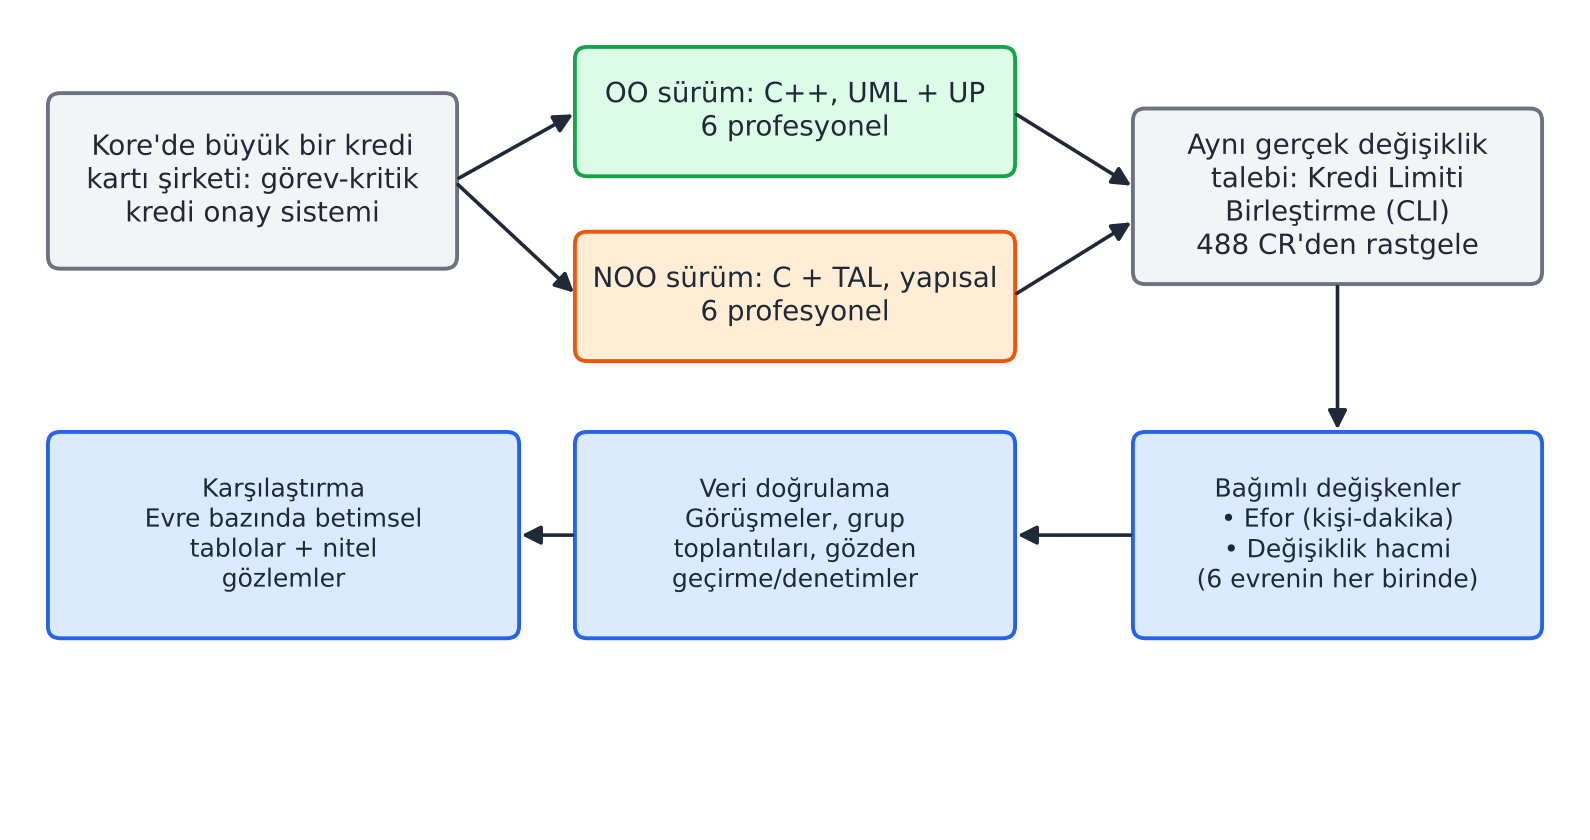 Kore'de büyük bir kredi
kartı şirketi: görev-kritik
kredi onay sistemi
OO sürüm: C++, UML + UP
6 profesyonel
NOO sürüm: C + TAL, yapısal
6 profesyonel
Aynı gerçek değişiklik
talebi: Kredi Limiti
Birleştirme (CLI)
488 CR'den rastgele
Bağımlı değişkenler
• Efor (kişi-dakika)
• Değişiklik hacmi
(6 evrenin her birinde)
Veri doğrulama
Görüşmeler, grup
toplantıları, gözden
geçirme/denetimler
Karşılaştırma
Evre bazında betimsel
tablolar + nitel
gözlemler